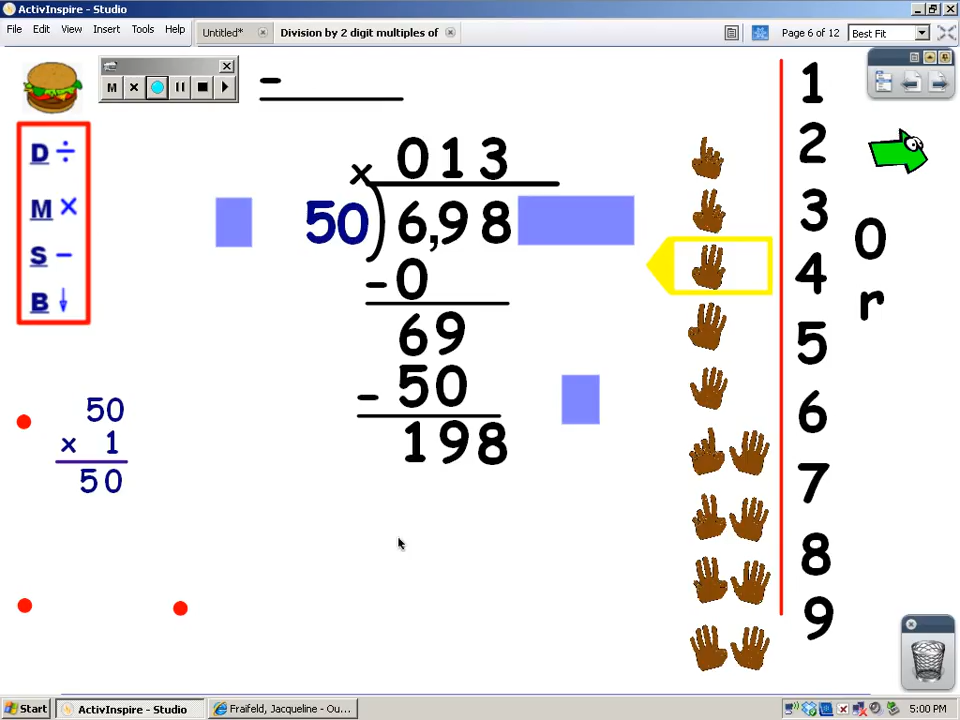 ActivInspire - Studio
File Edit View Insert Tools Help Untitled* Division by 2 digit multiples of Page 6 of 12 Best Fit
M
–
D ÷
M ×
S –
B ↓
x 013
50 6,98
-0
69
- 50
198
50
× 1
50
1
2
3
4
5
6
7
8
9
0
r
Start ActivInspire - Studio Fraifeld, Jacqueline - Ou... 5:00 PM